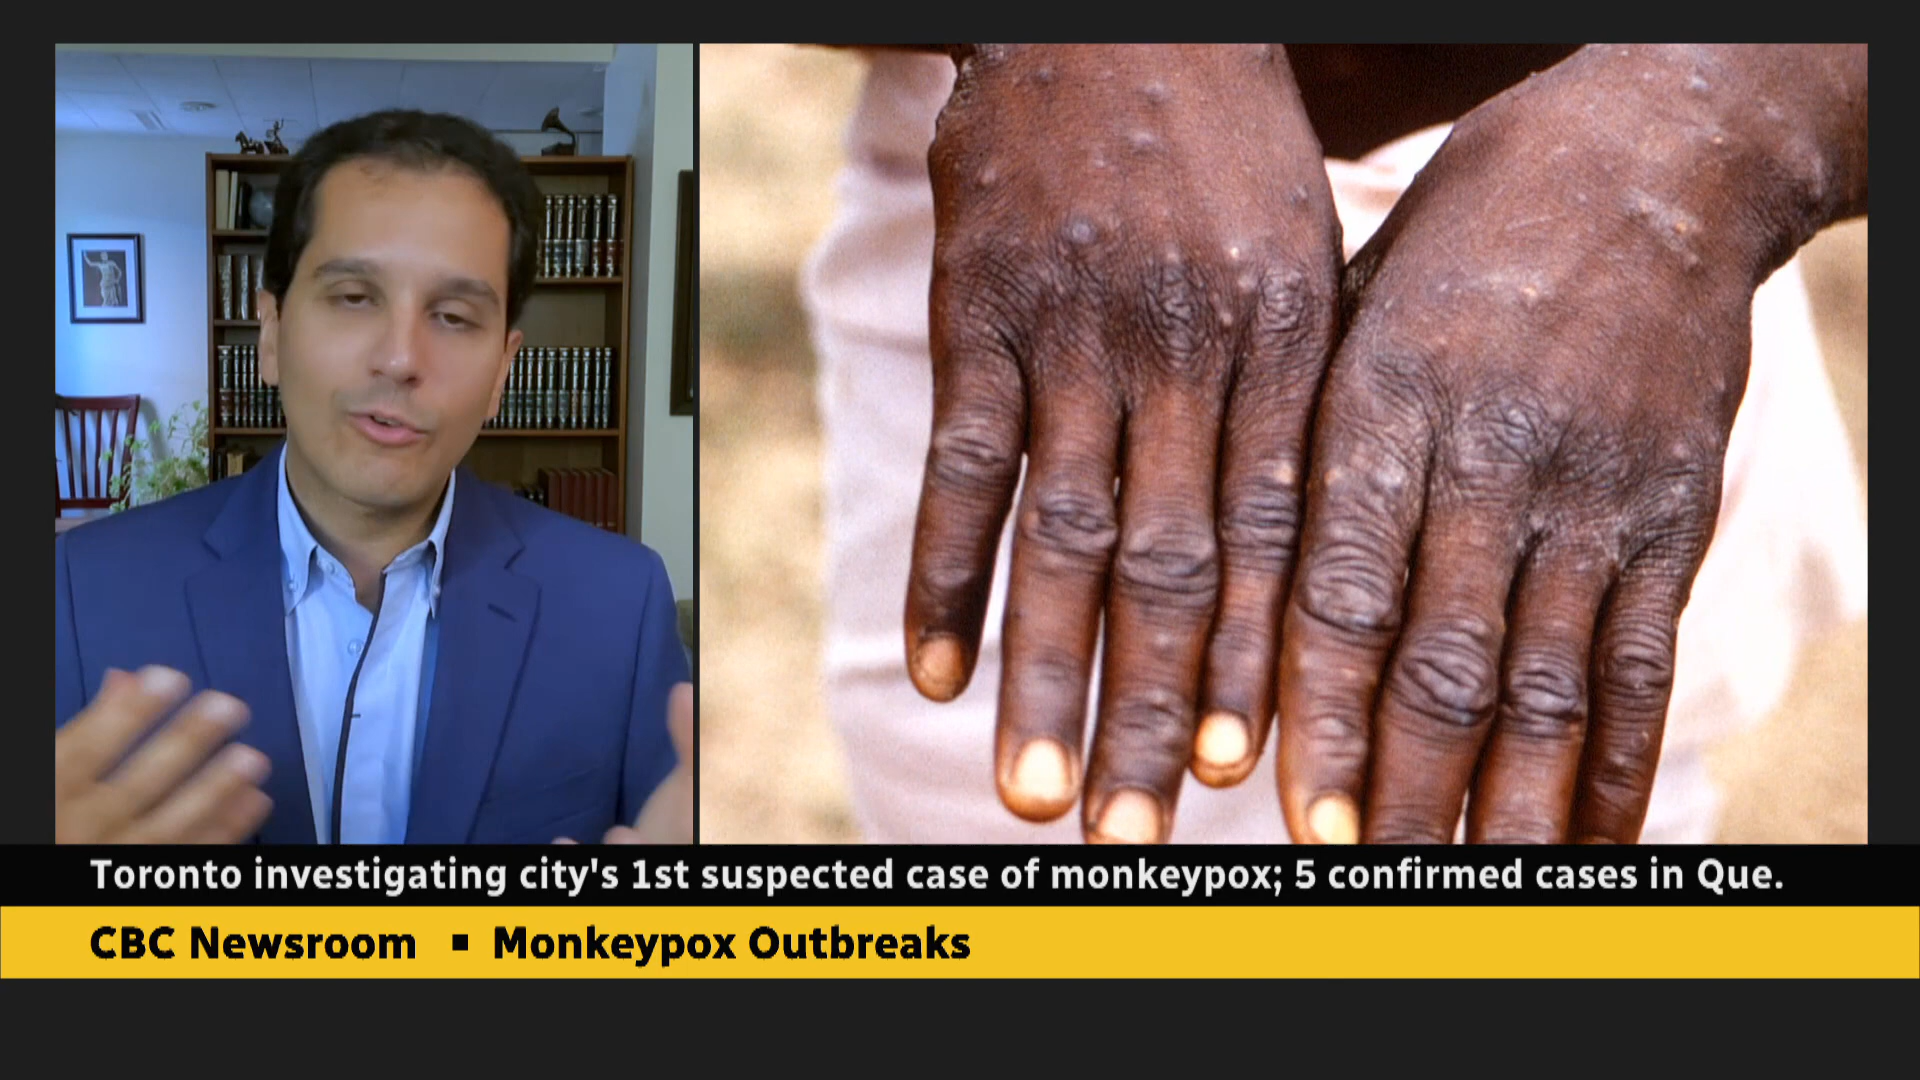 Toronto investigating city's 1st suspected case of monkeypox; 5 confirmed cases in Que.
CBC Newsroom ▪ Monkeypox Outbreaks